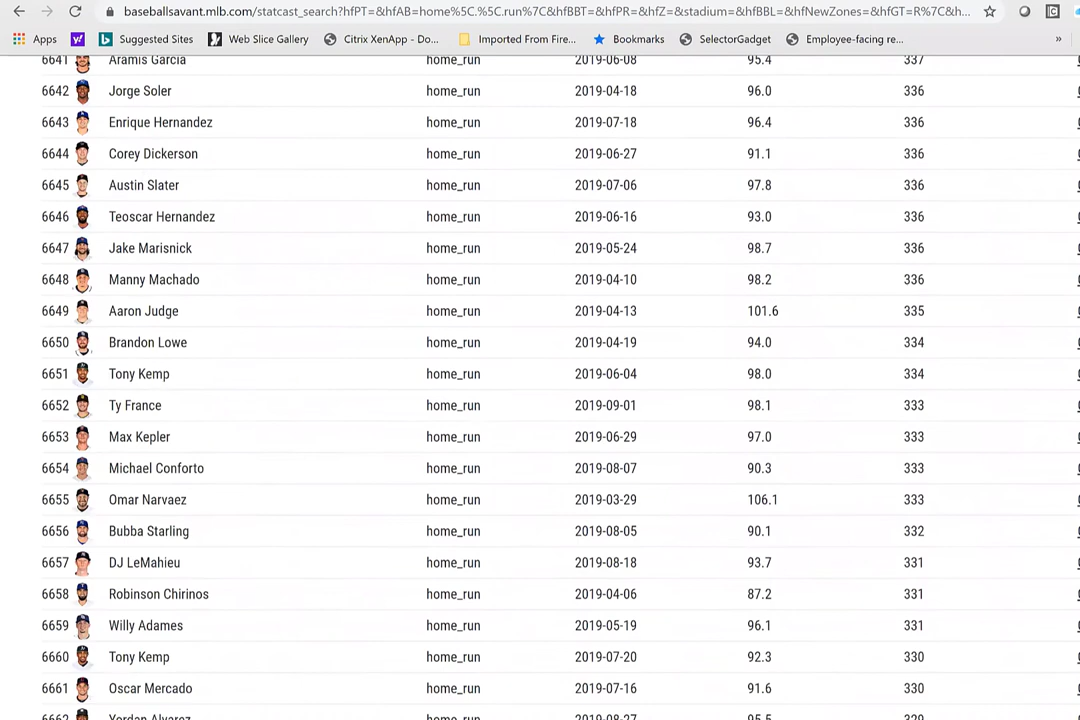 baseballsavant.mlb.com/statcast_search?hfPT=&hfAB=home%5C.%5C.run%7C&hfBBT=&hfPR=&hfZ=&stadium=&hfBBL=&hfNewZones=&hfGT=R%7C&h...
Apps Suggested Sites Web Slice Gallery Citrix XenApp - Do... Imported From Fire... Bookmarks SelectorGadget Employee-facing re... »
6641 Aramis Garcia home_run 2019-06-08 95.4 337
6642 Jorge Soler home_run 2019-04-18 96.0 336
6643 Enrique Hernandez home_run 2019-07-18 96.4 336
6644 Corey Dickerson home_run 2019-06-27 91.1 336
6645 Austin Slater home_run 2019-07-06 97.8 336
6646 Teoscar Hernandez home_run 2019-06-16 93.0 336
6647 Jake Marisnick home_run 2019-05-24 98.7 336
6648 Manny Machado home_run 2019-04-10 98.2 336
6649 Aaron Judge home_run 2019-04-13 101.6 335
6650 Brandon Lowe home_run 2019-04-19 94.0 334
6651 Tony Kemp home_run 2019-06-04 98.0 334
6652 Ty France home_run 2019-09-01 98.1 333
6653 Max Kepler home_run 2019-06-29 97.0 333
6654 Michael Conforto home_run 2019-08-07 90.3 333
6655 Omar Narvaez home_run 2019-03-29 106.1 333
6656 Bubba Starling home_run 2019-08-05 90.1 332
6657 DJ LeMahieu home_run 2019-08-18 93.7 331
6658 Robinson Chirinos home_run 2019-04-06 87.2 331
6659 Willy Adames home_run 2019-05-19 96.1 331
6660 Tony Kemp home_run 2019-07-20 92.3 330
6661 Oscar Mercado home_run 2019-07-16 91.6 330
6662 Yordan Alvarez home_run 2019-08-27 95.5 329